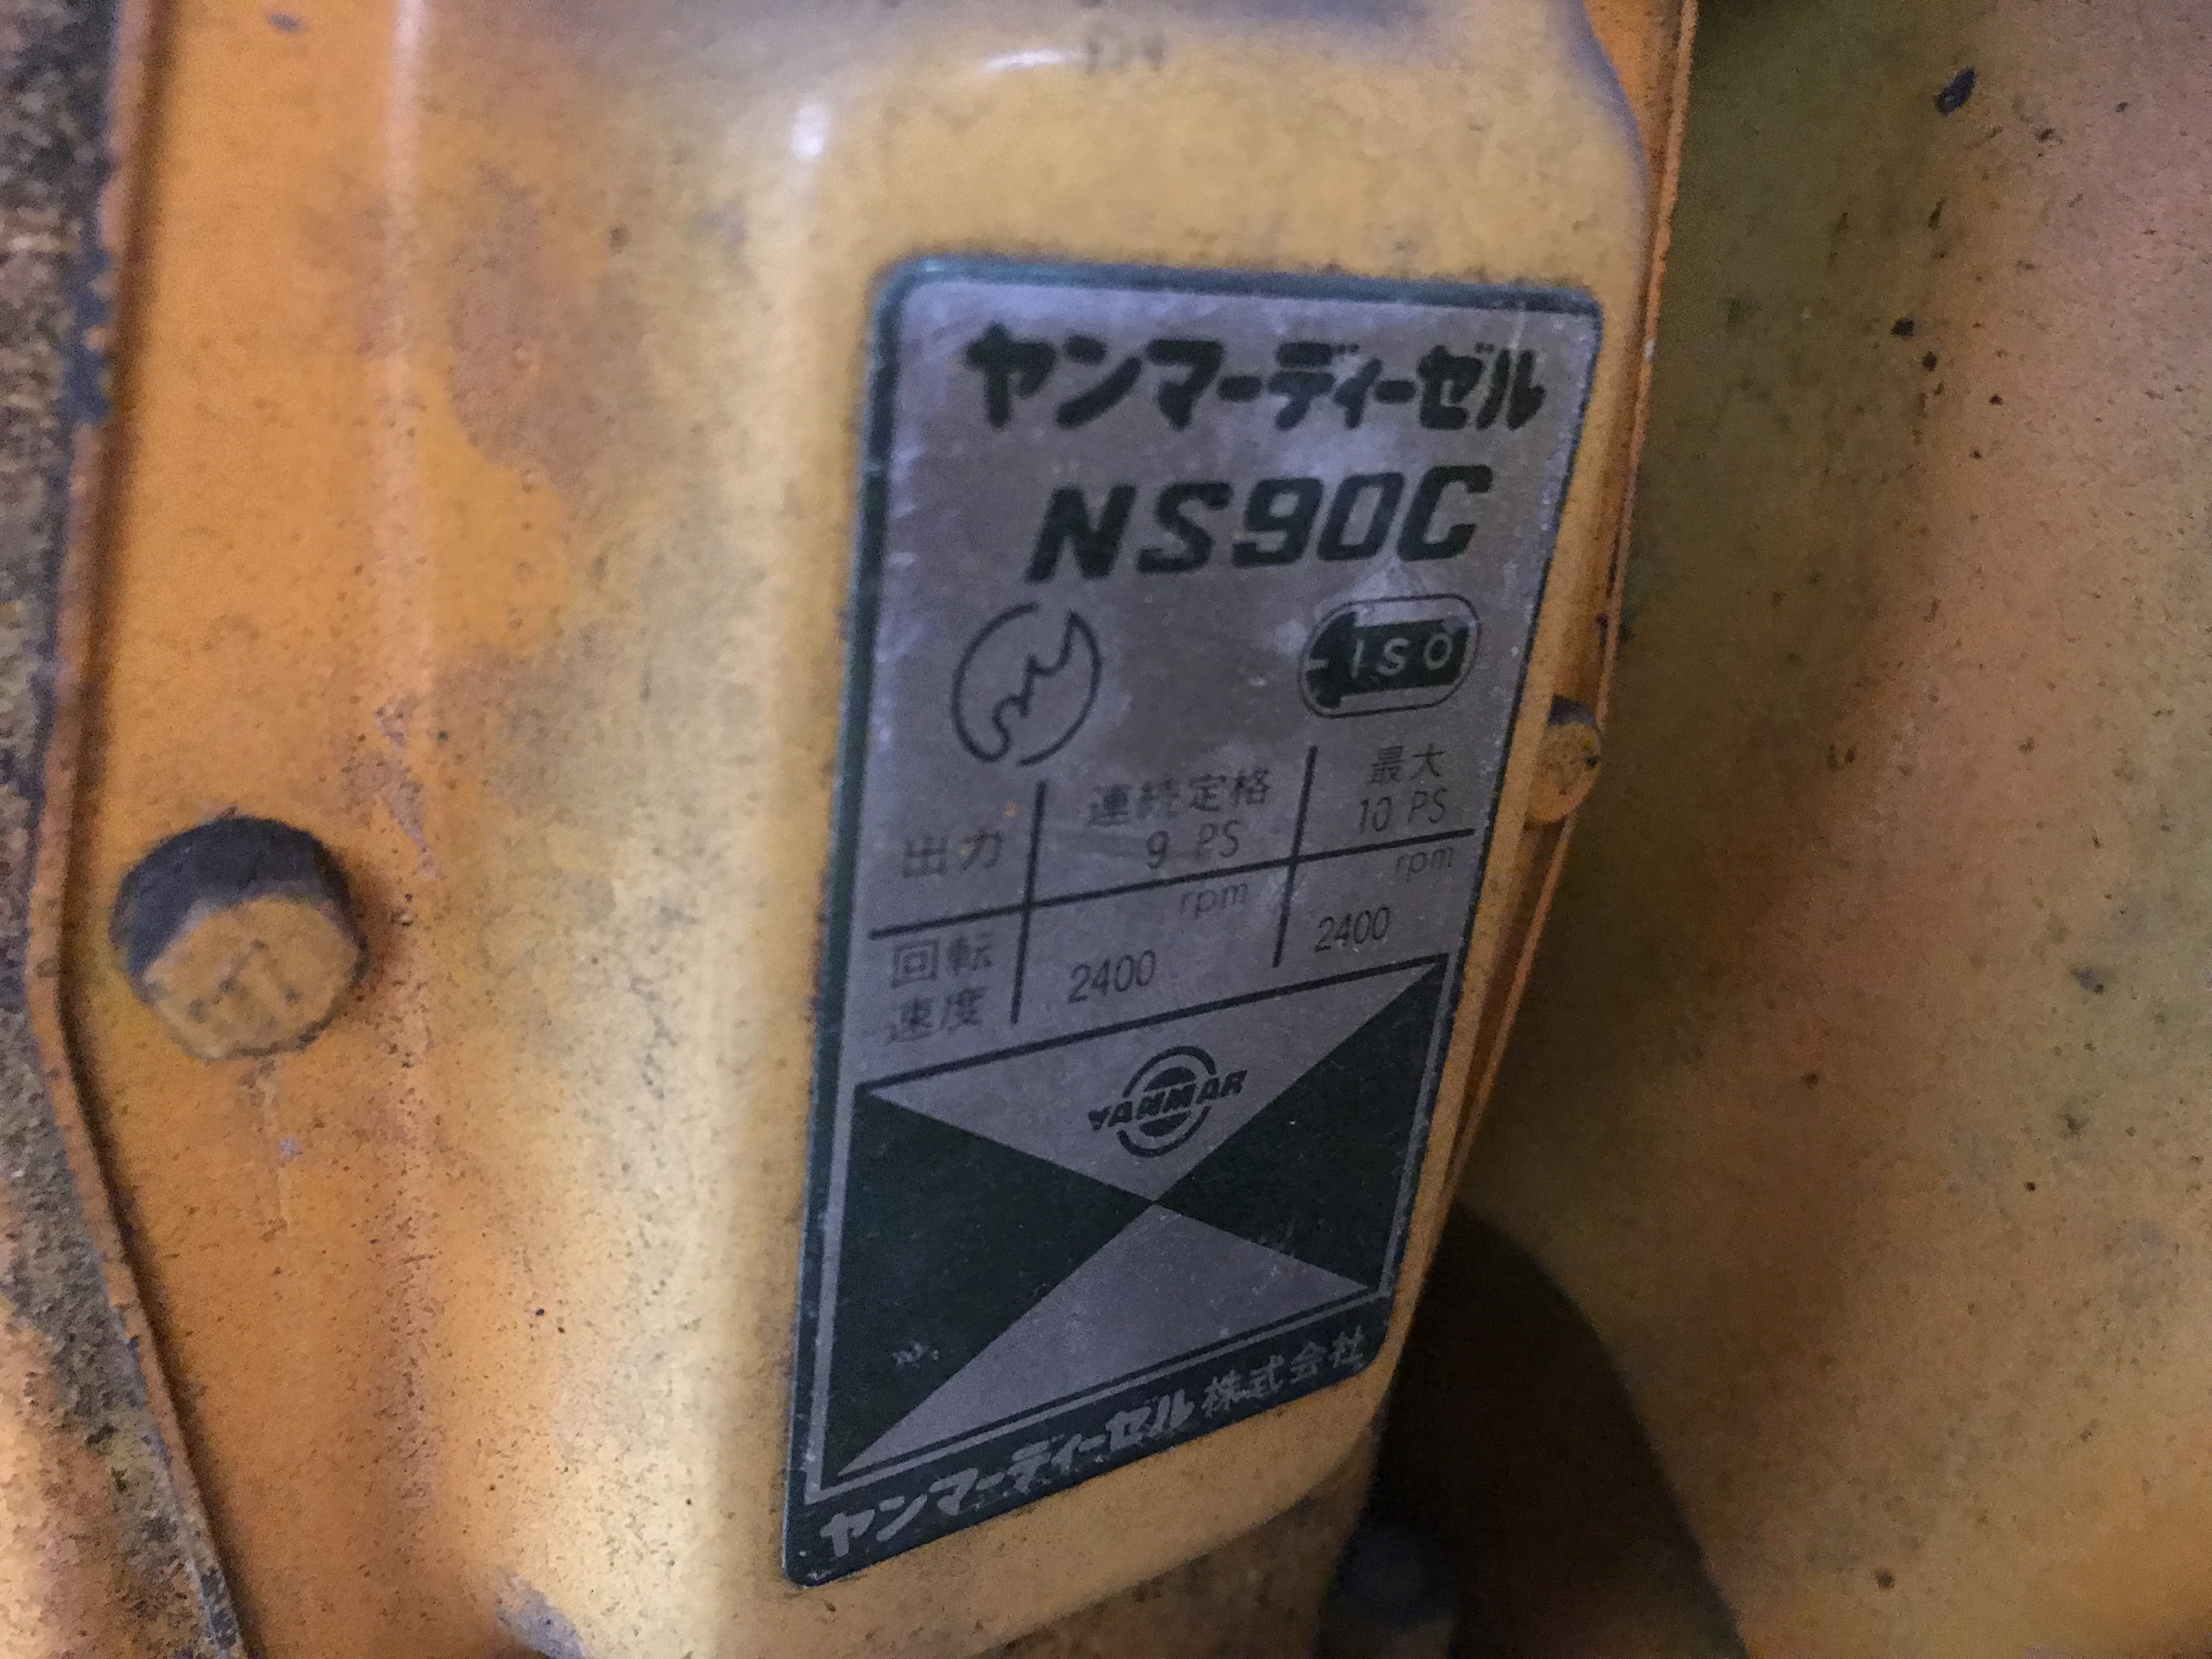 ヤンマーディーゼル
NS90C
ISO
出力
連続定格
9 PS
最大
10 PS
回転
速度
rpm
2400
rpm
2400
YANMAR
ヤンマーディーゼル株式会社